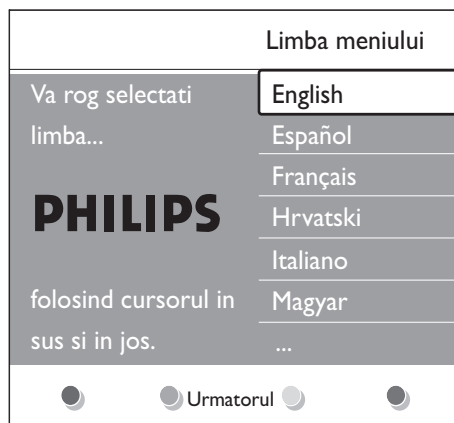 Limba meniului
Va rog selectati
limba...
PHILIPS
folosind cursorul in
sus si in jos.
English
Español
Français
Hrvatski
Italiano
Magyar
...
Urmatorul